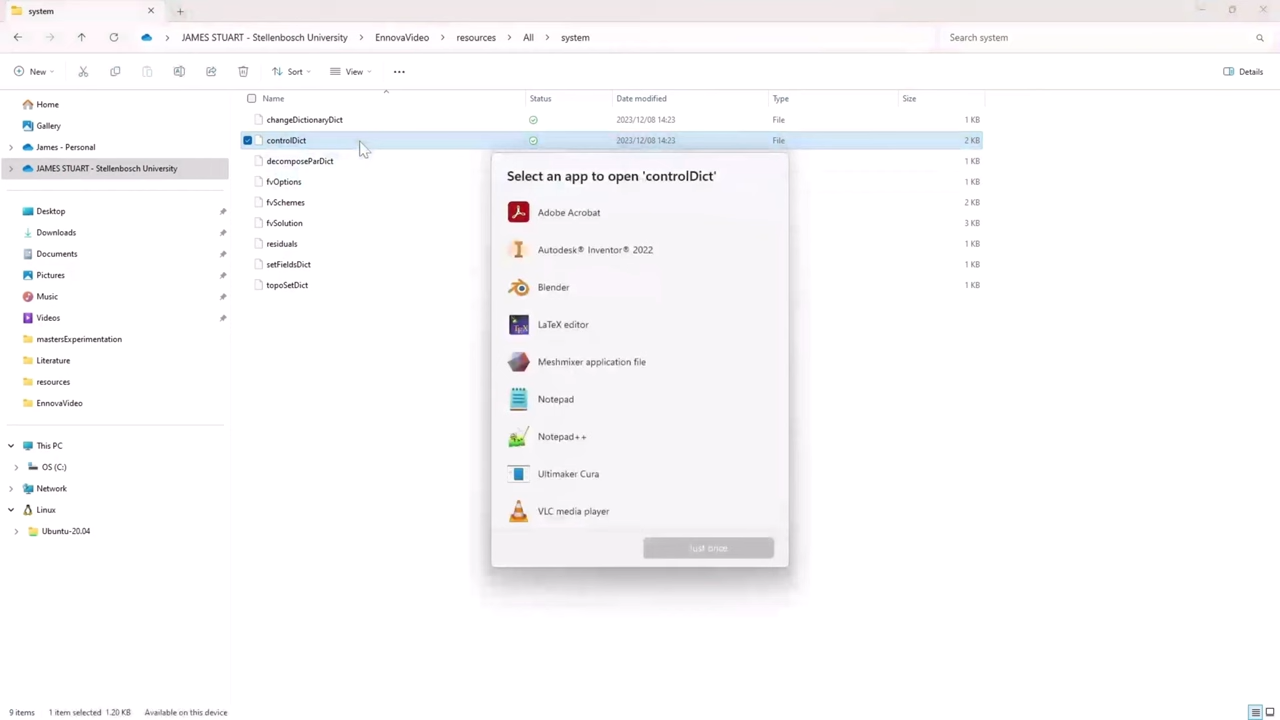 system
JAMES STUART - Stellenbosch University > EnnovaVideo > resources > All > system
Search system
New
Sort
View
Details
Name Status Date modified Type Size
Home
Gallery
James - Personal
JAMES STUART - Stellenbosch University
Desktop
Downloads
Documents
Pictures
Music
Videos
mastersExperimentation
Literature
resources
EnnovaVideo
This PC
OS (C:)
Network
Linux
Ubuntu-20.04
changeDictionaryDict 2023/12/08 14:23 File 1 KB
controlDict 2023/12/08 14:23 File 2 KB
decomposeParDict 1 KB
fvOptions 1 KB
fvSchemes 2 KB
fvSolution 3 KB
residuals 1 KB
setFieldsDict 1 KB
topoSetDict 1 KB
Select an app to open 'controlDict'
Adobe Acrobat
Autodesk® Inventor® 2022
Blender
LaTeX editor
Meshmixer application file
Notepad
Notepad++
Ultimaker Cura
VLC media player
Just once
9 items 1 item selected 1.20 KB Available on this device